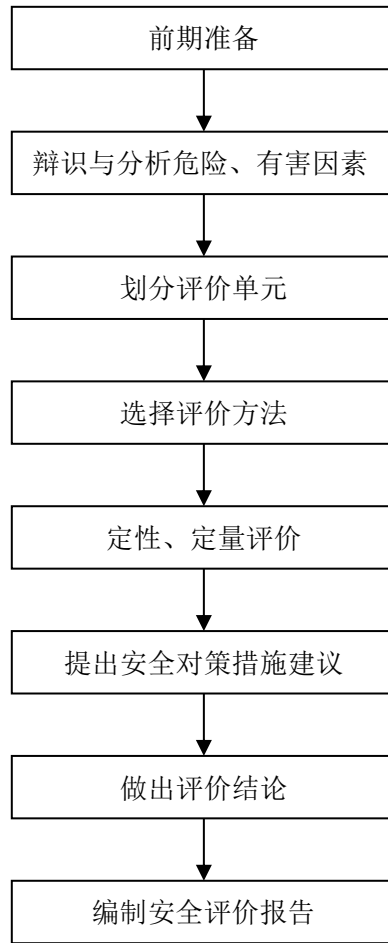 前期准备
辩识与分析危险、有害因素
划分评价单元
选择评价方法
定性、定量评价
提出安全对策措施建议
做出评价结论
编制安全评价报告